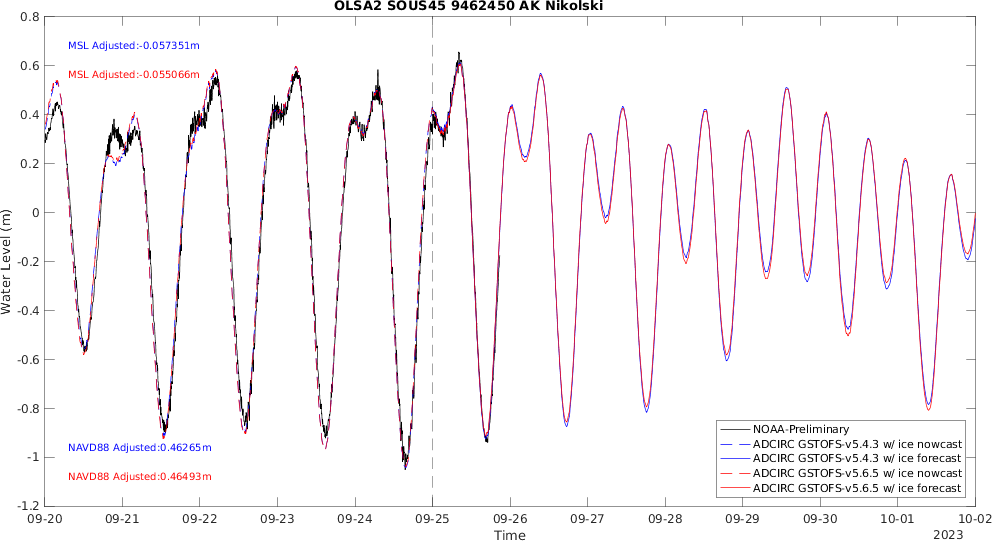 OLSA2 SOUS45 9462450 AK Nikolski
0.8
0.6
0.4
0.2
0
-0.2
-0.4
-0.6
-0.8
-1
-1.2
Water Level (m)
MSL Adjusted:-0.057351m
MSL Adjusted:-0.055066m
NAVD88 Adjusted:0.46265m
NAVD88 Adjusted:0.46493m
NOAA-Preliminary
ADCIRC GSTOFS-v5.4.3 w/ ice nowcast
ADCIRC GSTOFS-v5.4.3 w/ ice forecast
ADCIRC GSTOFS-v5.6.5 w/ ice nowcast
ADCIRC GSTOFS-v5.6.5 w/ ice forecast
09-20 09-21 09-22 09-23 09-24 09-25 09-26 09-27 09-28 09-29 09-30 10-01 10-02
Time
2023